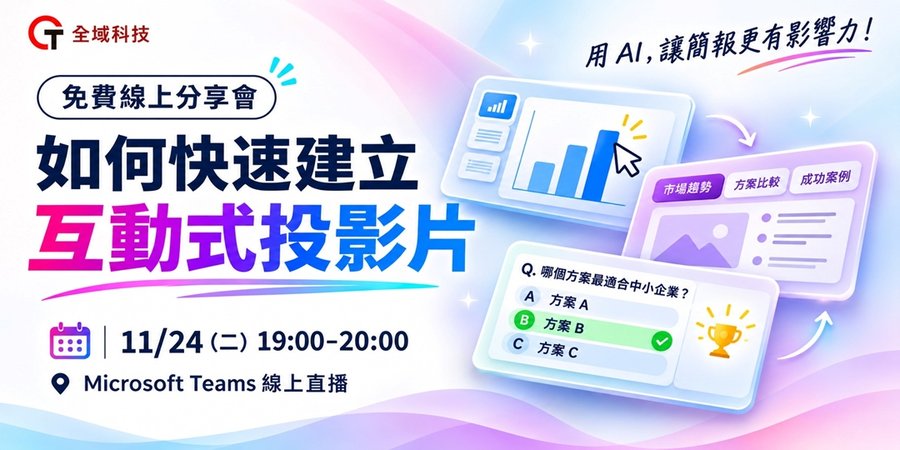 全域科技
用 AI，讓簡報更有影響力！
免費線上分享會
如何快速建立
互動式投影片
11/24 (二) 19:00-20:00
Microsoft Teams 線上直播
市場趨勢
方案比較
成功案例
Q. 哪個方案最適合中小企業？
A 方案 A
B 方案 B
C 方案 C